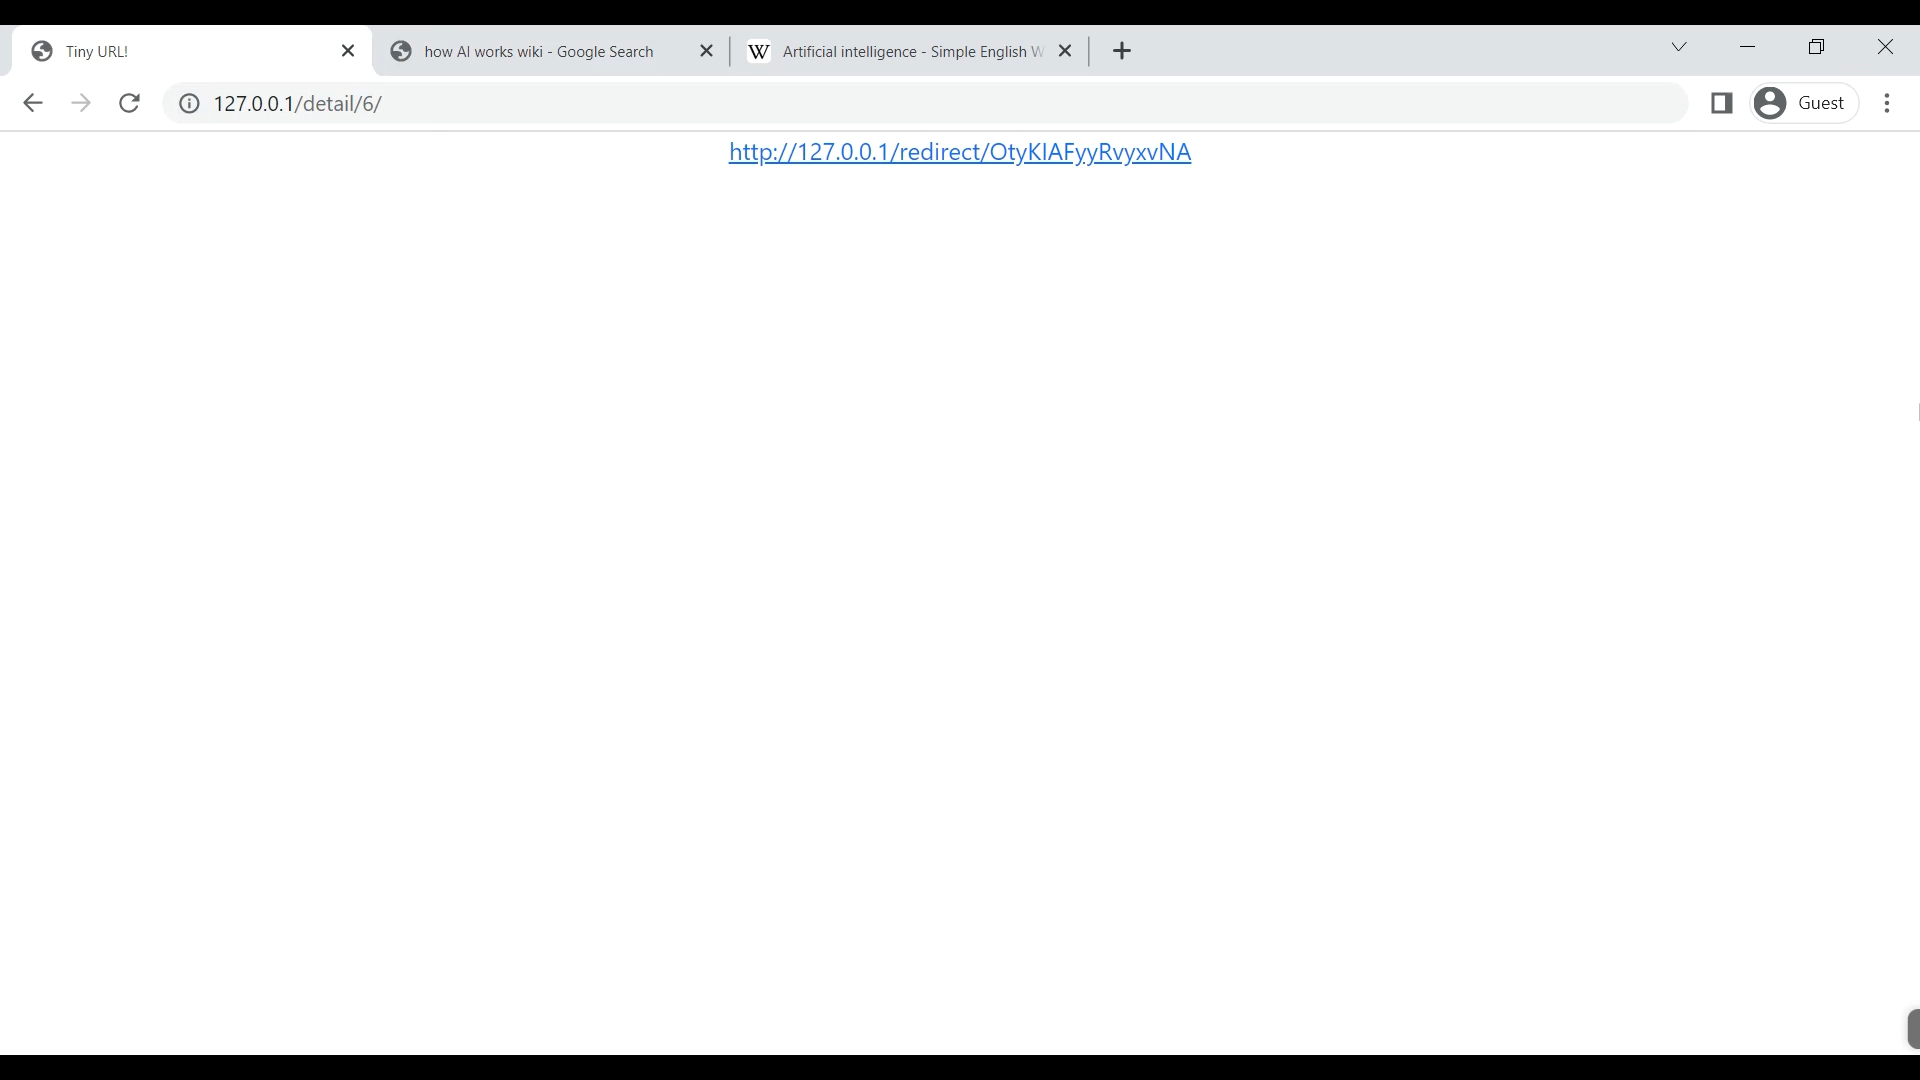 Tiny URL!
how AI works wiki - Google Search
W Artificial intelligence - Simple English W
127.0.0.1/detail/6/
Guest
http://127.0.0.1/redirect/OtyKIAFyyRvyxvNA